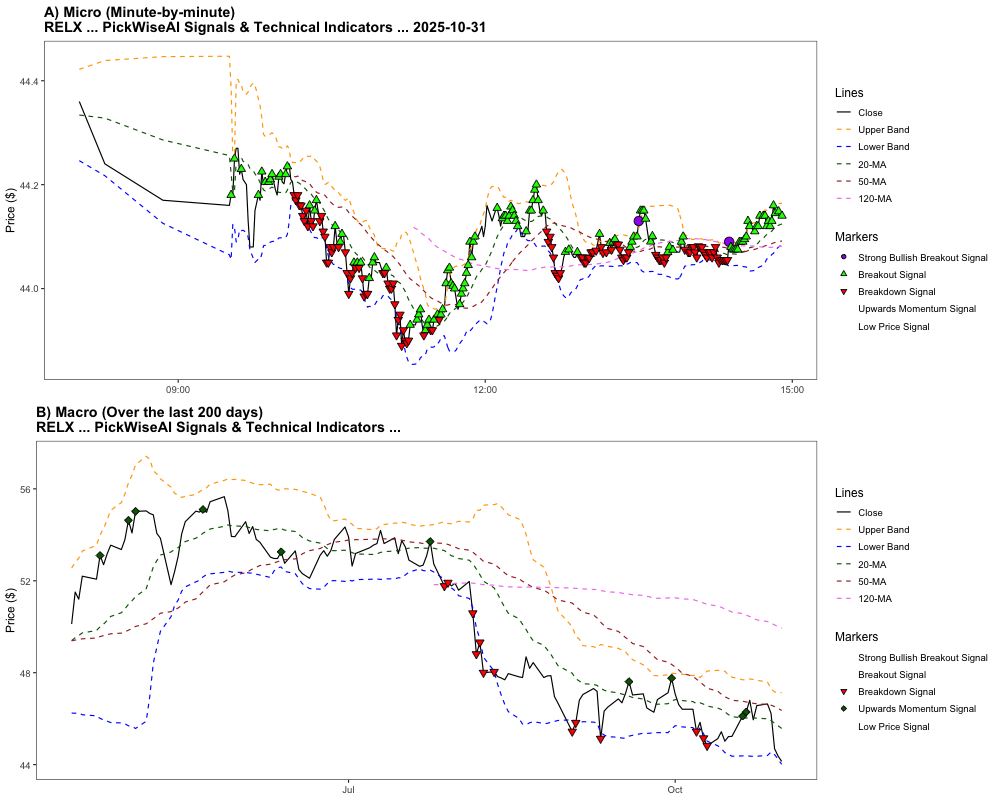 A) Micro (Minute-by-minute)
RELX ... PickWiseAI Signals & Technical Indicators ... 2025-10-31
Price ($)
44.4
44.2
44.0
09:00
12:00
15:00
Lines
Close
Upper Band
Lower Band
20-MA
50-MA
120-MA
Markers
Strong Bullish Breakout Signal
Breakout Signal
Breakdown Signal
Upwards Momentum Signal
Low Price Signal
B) Macro (Over the last 200 days)
RELX ... PickWiseAI Signals & Technical Indicators ...
Price ($)
56
52
48
44
Jul
Oct
Lines
Close
Upper Band
Lower Band
20-MA
50-MA
120-MA
Markers
Strong Bullish Breakout Signal
Breakout Signal
Breakdown Signal
Upwards Momentum Signal
Low Price Signal